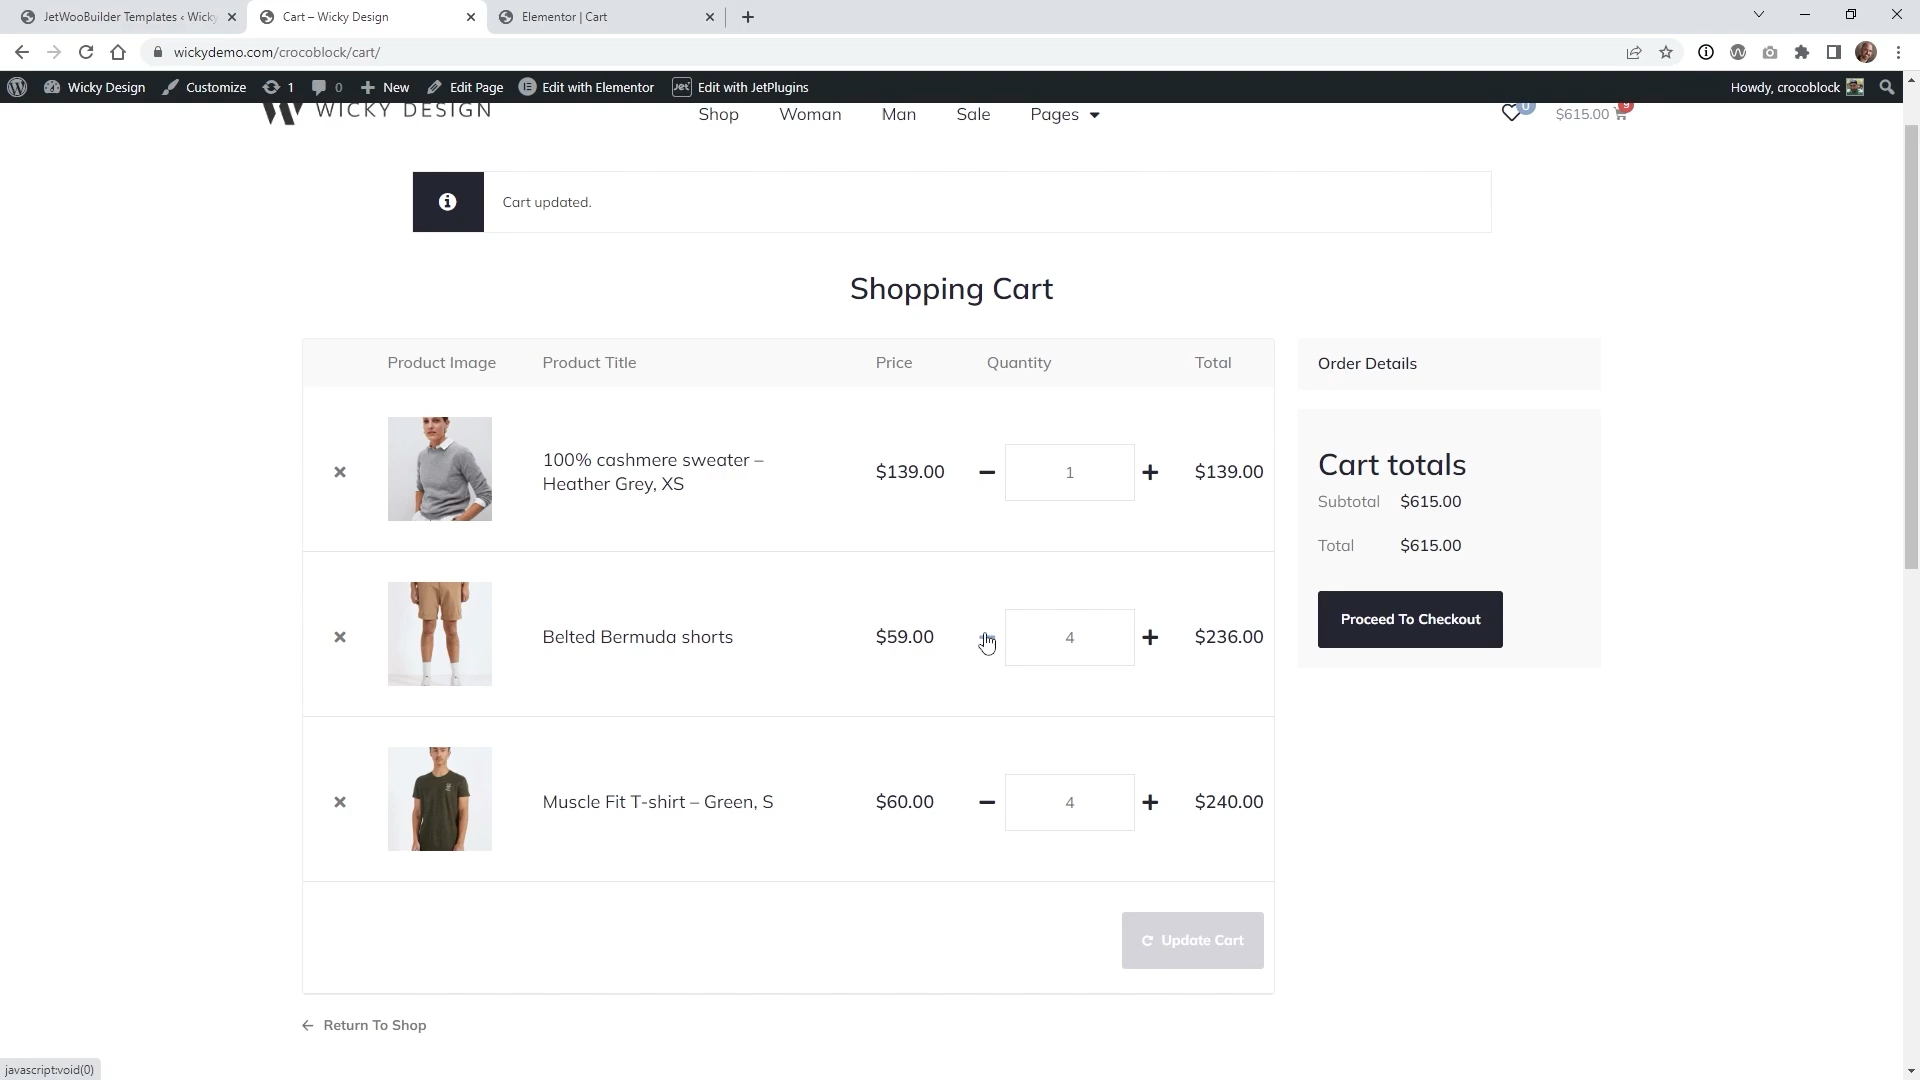 JetWooBuilder Templates ‹ Wicky
Cart – Wicky Design
Elementor | Cart
wickydemo.com/crocoblock/cart/
Wicky Design
Customize
1
0
New
Edit Page
Edit with Elementor
Jet
Edit with JetPlugins
Howdy, crocoblock
WICKY DESIGN
Shop
Woman
Man
Sale
Pages
0
$615.00
9
Cart updated.
Shopping Cart
Product Image
Product Title
Price
Quantity
Total
100% cashmere sweater –
Heather Grey, XS
$139.00
1
$139.00
Belted Bermuda shorts
$59.00
4
$236.00
Muscle Fit T-shirt – Green, S
$60.00
4
$240.00
Update Cart
Order Details
Cart totals
Subtotal $615.00
Total $615.00
Proceed To Checkout
Return To Shop
javascript:void(0)